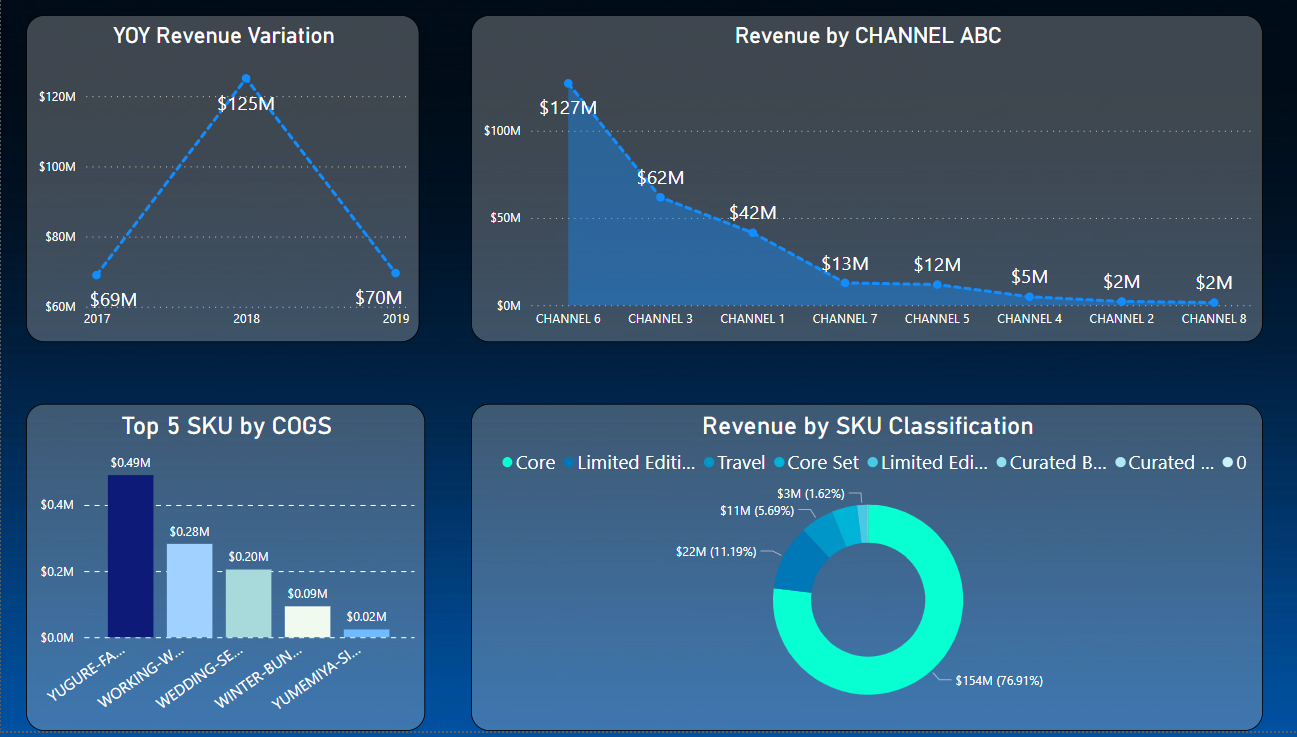 YOY Revenue Variation
$120M
$100M
$80M
$60M
$125M
$69M
$70M
2017
2018
2019
Revenue by CHANNEL ABC
$100M
$50M
$0M
$127M
$62M
$42M
$13M
$12M
$5M
$2M
$2M
CHANNEL 6
CHANNEL 3
CHANNEL 1
CHANNEL 7
CHANNEL 5
CHANNEL 4
CHANNEL 2
CHANNEL 8
Top 5 SKU by COGS
$0.4M
$0.2M
$0.0M
$0.49M
$0.28M
$0.20M
$0.09M
$0.02M
YUGURE-FA...
WORKING-W...
WEDDING-SE...
WINTER-BUN...
YUMEMIYA-SI...
Revenue by SKU Classification
Core Limited Editi... Travel Core Set Limited Edi... Curated B... Curated ... 0
$3M (1.62%)
$11M (5.69%)
$22M (11.19%)
$154M (76.91%)